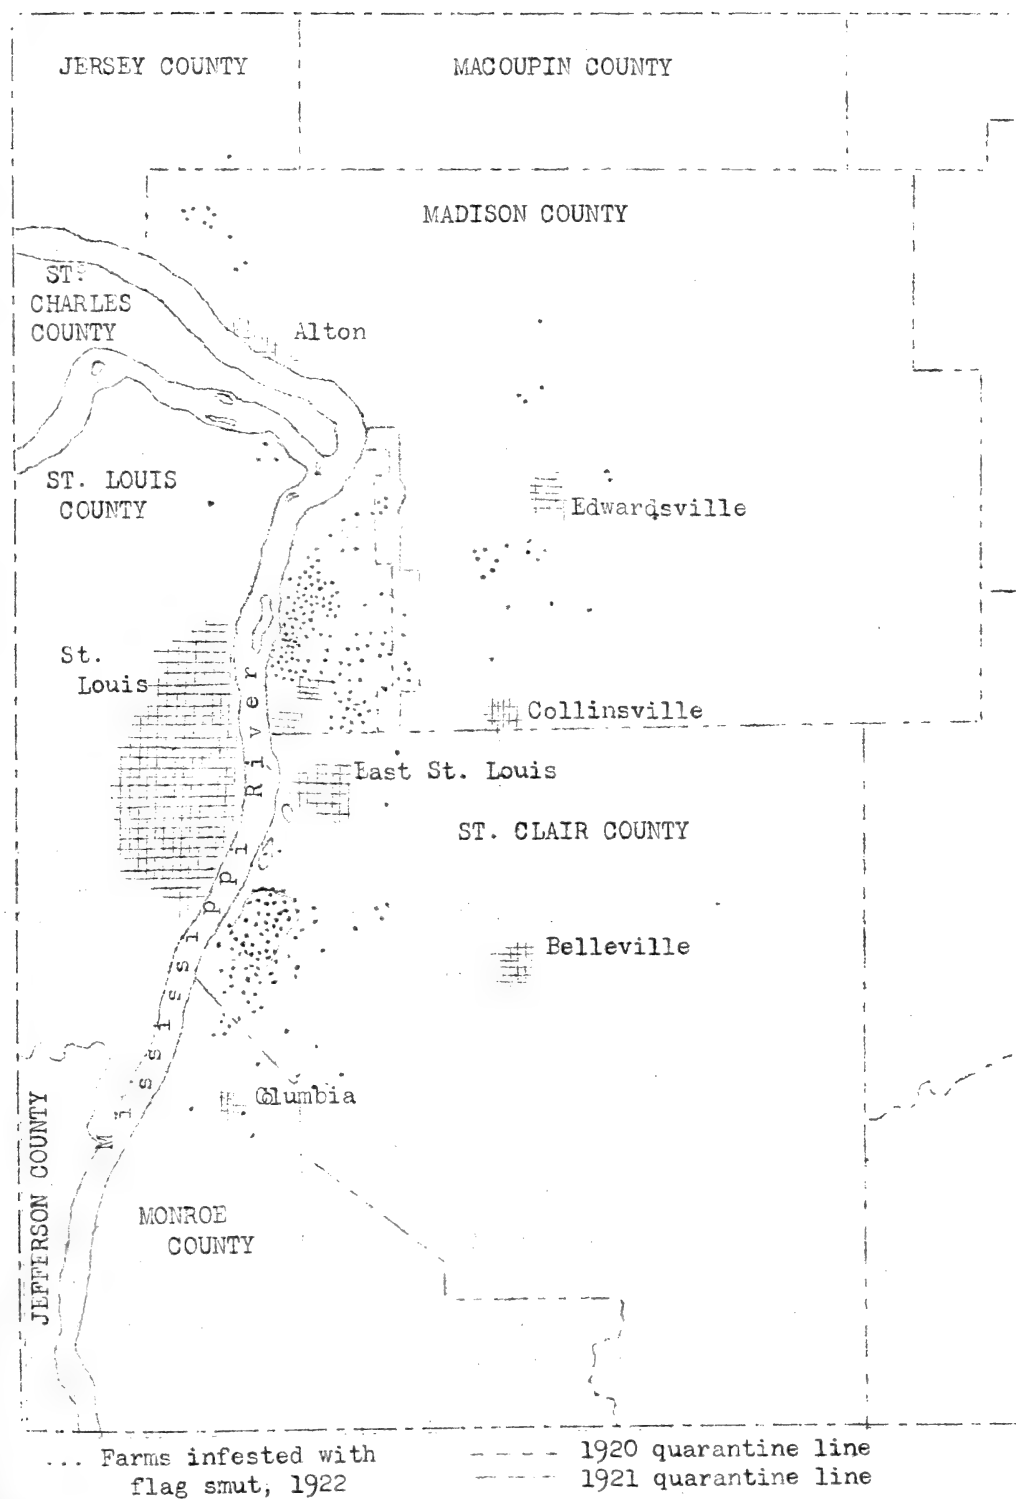 JERSEY COUNTY
MACOUPIN COUNTY
MADISON COUNTY
ST.
CHARLES
COUNTY
Alton
ST. LOUIS
COUNTY
Edwardsville
St.
Louis
Collinsville
East St. Louis
ST. CLAIR COUNTY
Mississippi River
Belleville
Columbia
JEFFERSON COUNTY
MONROE
COUNTY
... Farms infested with
flag smut, 1922
---- 1920 quarantine line
---- 1921 quarantine line